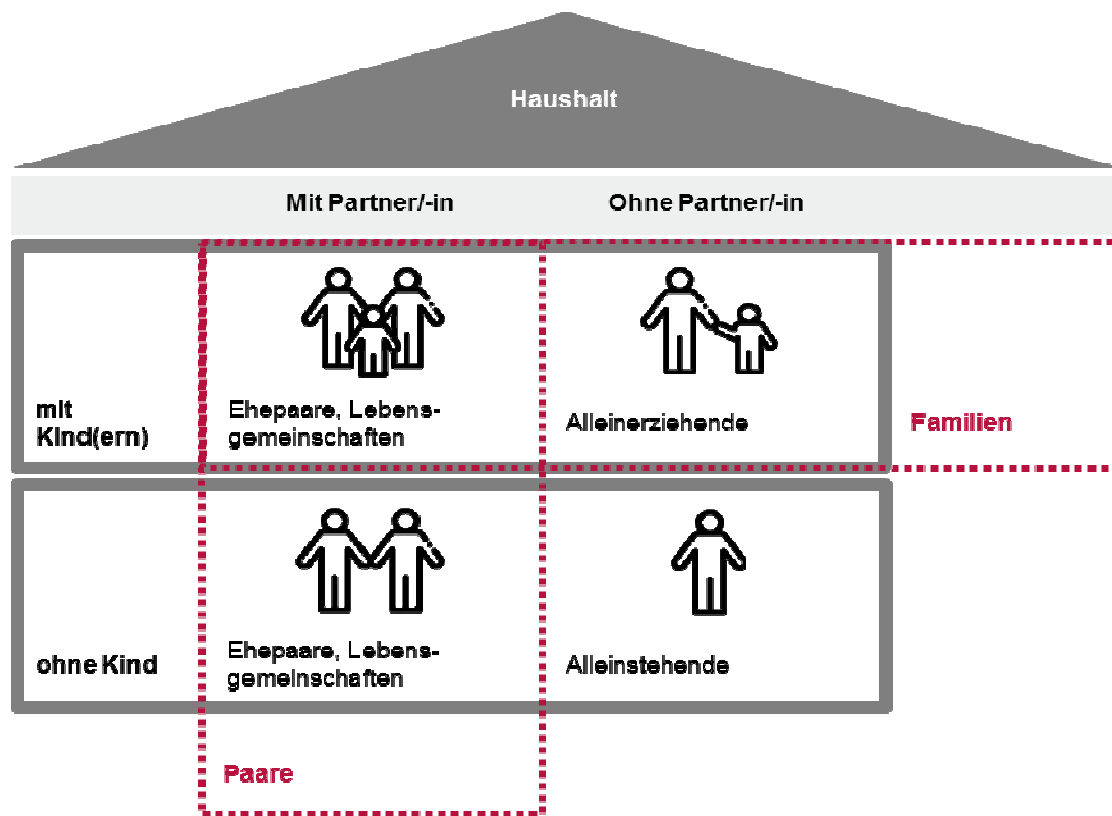 Haushalt
Mit Partner/-in
Ohne Partner/-in
mit
Kind(ern)
Ehepaare, Lebens-
gemeinschaften
Alleinerziehende
Familien
ohne Kind
Ehepaare, Lebens-
gemeinschaften
Alleinstehende
Paare